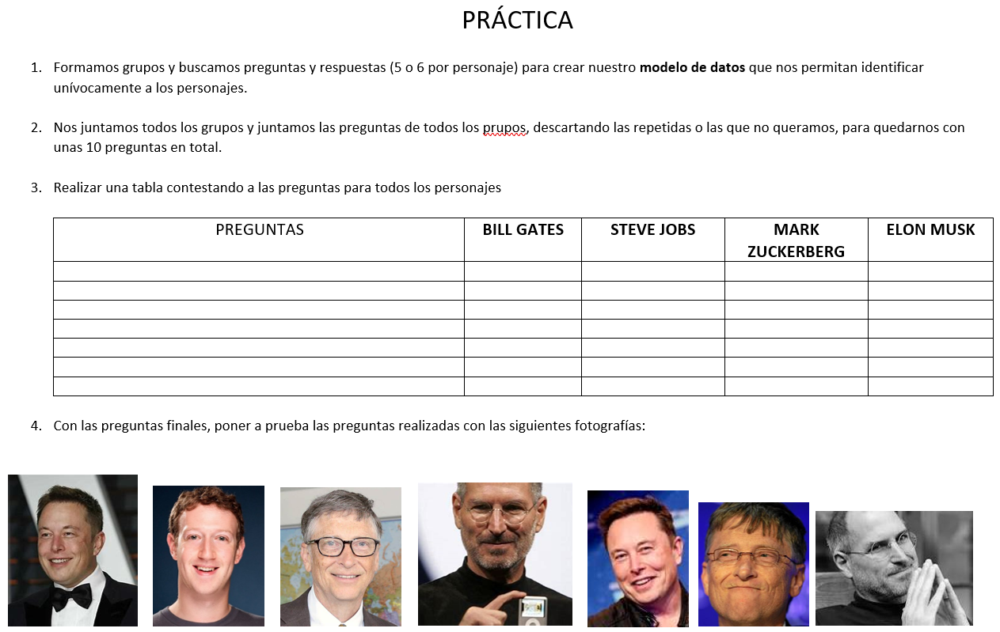 PRÁCTICA
1. Formamos grupos y buscamos preguntas y respuestas (5 o 6 por personaje) para crear nuestro modelo de datos que nos permitan identificar
unívocamente a los personajes.
2. Nos juntamos todos los grupos y juntamos las preguntas de todos los prupos, descartando las repetidas o las que no queramos, para quedarnos con
unas 10 preguntas en total.
3. Realizar una tabla contestando a las preguntas para todos los personajes
PREGUNTAS BILL GATES STEVE JOBS MARK ELON MUSK
ZUCKERBERG
4. Con las preguntas finales, poner a prueba las preguntas realizadas con las siguientes fotografías: